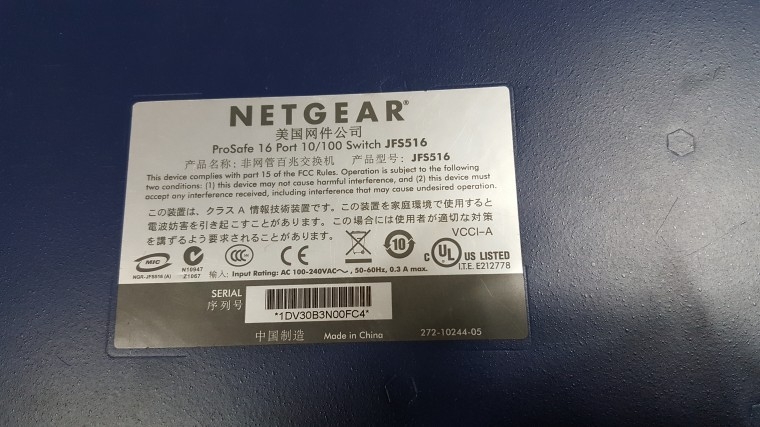 NETGEAR®
美国网件公司
ProSafe 16 Port 10/100 Switch JFS516
产品名称: 非网管百兆交换机 产品型号: JFS516
This device complies with part 15 of the FCC Rules. Operation is subject to the following
two conditions: (1) this device may not cause harmful interference, and (2) this device must
accept any interference received, including interference that may cause undesired operation.
この装置は、クラス A 情報技術装置です。この装置を家庭環境で使用すると
電波妨害を引き起こすことがあります。この場合には使用者が適切な対策
を講ずるよう要求されることがあります。 VCCI-A
MIC N10947 CCC CE 10 c UL US LISTED
Z1067 I.T.E. E212778
输入: Input Rating: AC 100-240VAC~, 50-60Hz, 0.3 A max.
SERIAL
序列号
*1DV30B3N00FC4*
中国制造 Made in China 272-10244-05